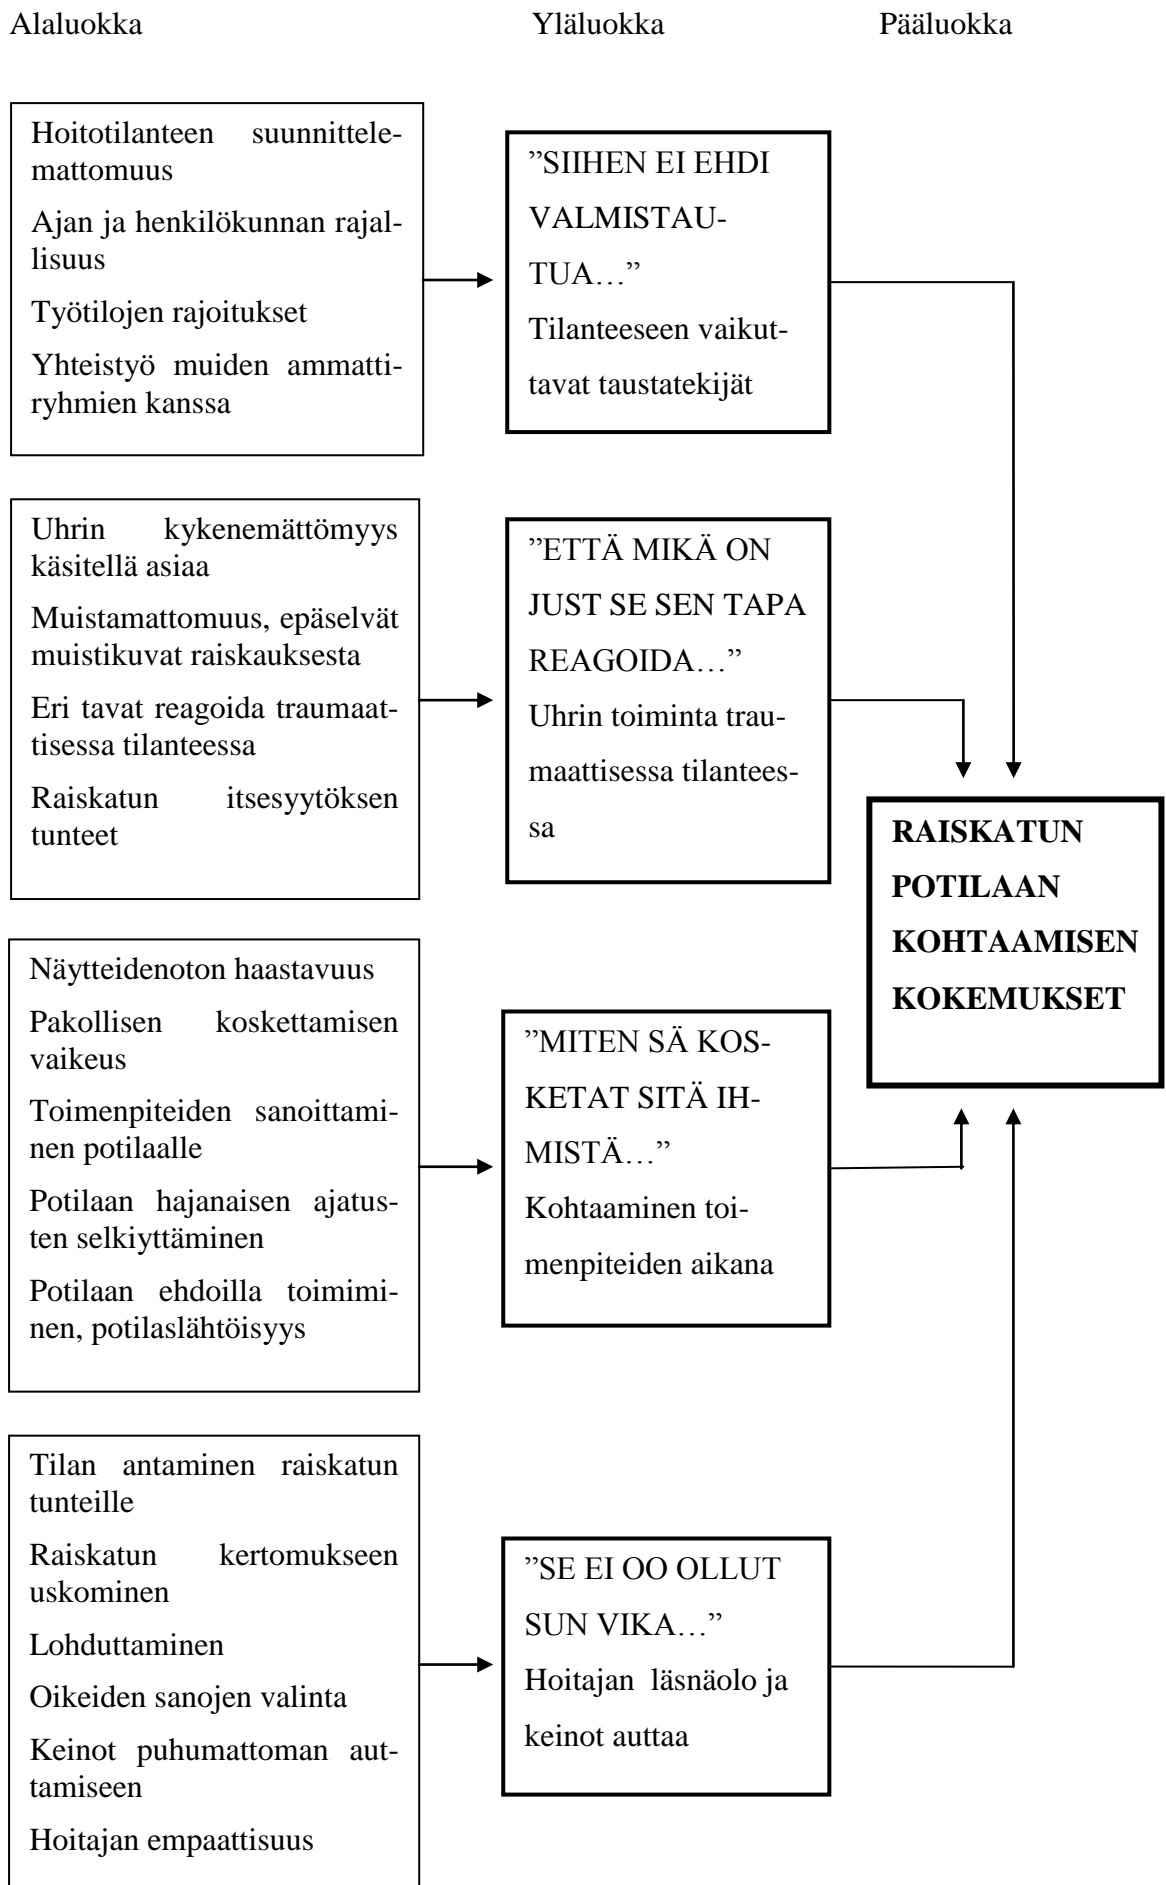 Alaluokka Yläluokka Pääluokka
Hoitotilanteen suunnittele-
mattomuus
Ajan ja henkilökunnan rajal-
lisuus
Työtilojen rajoitukset
Yhteistyö muiden ammatti-
ryhmien kanssa
”SIIHEN EI EHDI
VALMISTAU-
TUA…”
Tilanteeseen vaikut-
tavat taustatekijät
Uhrin kykenemättömyys
käsitellä asiaa
Muistamattomuus, epäselvät
muistikuvat raiskauksesta
Eri tavat reagoida traumaat-
tisessa tilanteessa
Raiskatun itsesyytöksen
tunteet
”ETTÄ MIKÄ ON
JUST SE SEN TAPA
REAGOIDA…”
Uhrin toiminta trau-
maattisessa tilantees-
sa
RAISKATUN
POTILAAN
KOHTAAMISEN
KOKEMUKSET
Näytteidenoton haastavuus
Pakollisen koskettamisen
vaikeus
Toimenpiteiden sanoittami-
nen potilaalle
Potilaan hajanaisen ajatus-
ten selkiyttäminen
Potilaan ehdoilla toimimi-
nen, potilaslähtöisyys
”MITEN SÄ KOS-
KETAT SITÄ IH-
MISTÄ…”
Kohtaaminen toi-
menpiteiden aikana
Tilan antaminen raiskatun
tunteille
Raiskatun kertomukseen
uskominen
Lohduttaminen
Oikeiden sanojen valinta
Keinot puhumattoman aut-
tamiseen
Hoitajan empaattisuus
”SE EI OO OLLUT
SUN VIKA…”
Hoitajan läsnäolo ja
keinot auttaa